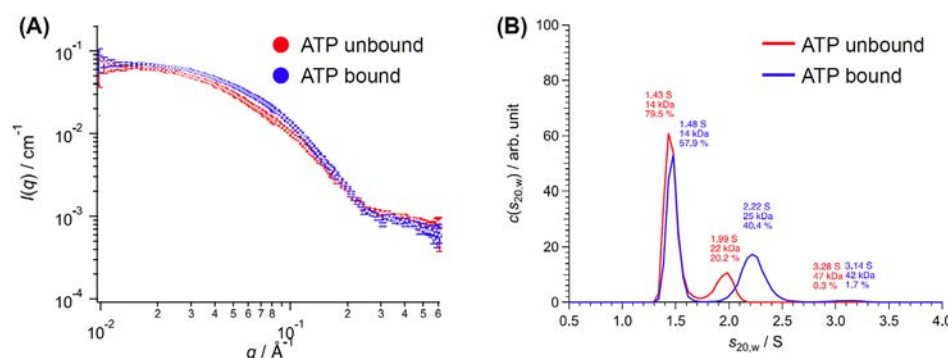 (A)
ATP unbound
ATP bound
I(q) / cm⁻¹
10⁻¹
10⁻²
10⁻³
10⁻⁴
10⁻²
2
3
4
5
6
7
8
10⁻¹
2
3
4
5
6
q / Å⁻¹
(B)
ATP unbound
ATP bound
c(s₂₀,w) / arb. unit
100
80
60
40
20
0
1.43 S
14 kDa
79.5 %
1.48 S
14 kDa
57.9 %
1.99 S
22 kDa
20.2 %
2.22 S
25 kDa
40.4 %
3.28 S
47 kDa
0.3 %
3.14 S
42 kDa
1.7 %
0.5
1.0
1.5
2.0
2.5
3.0
3.5
4.0
s₂₀,w / S